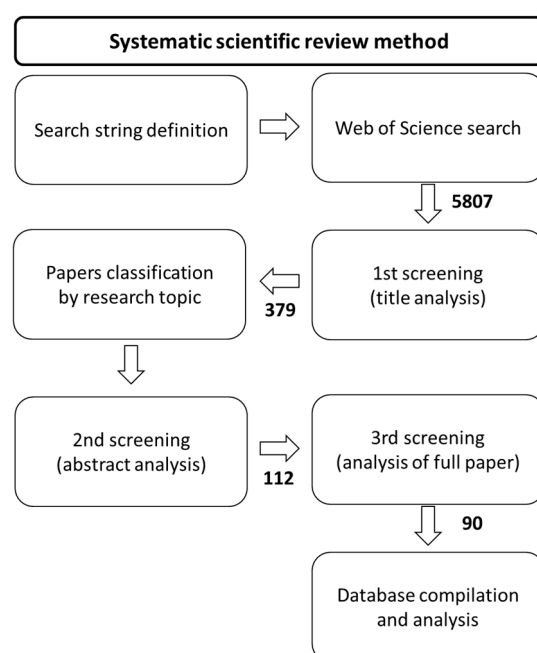 Systematic scientific review method
Search string definition
Web of Science search
5807
Papers classification
by research topic
379
1st screening
(title analysis)
2nd screening
(abstract analysis)
112
3rd screening
(analysis of full paper)
90
Database compilation
and analysis